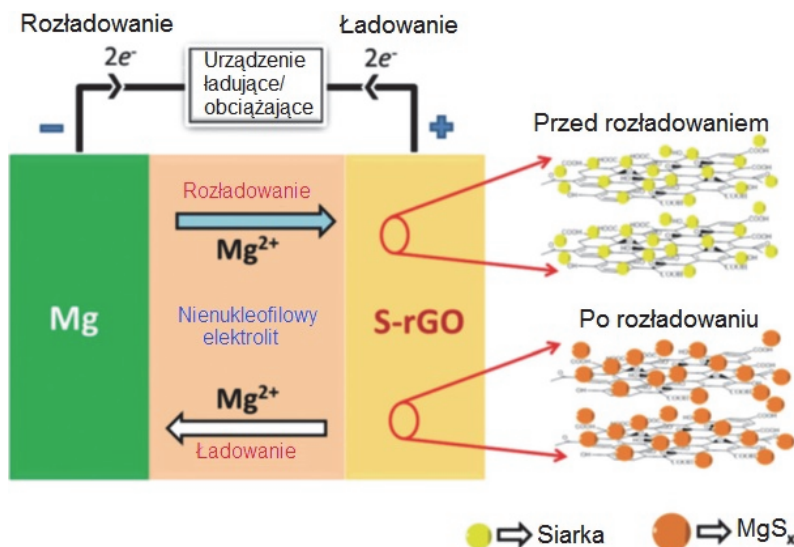 Rozładowanie
Ładowanie
2e⁻
2e⁻
Urządzenie
ładujące/
obciążające
Przed rozładowaniem
Rozładowanie
Mg²⁺
Mg
Nienukleofilowy
elektrolit
S-rGO
Po rozładowaniu
Mg²⁺
Ładowanie
Siarka
MgSₓ